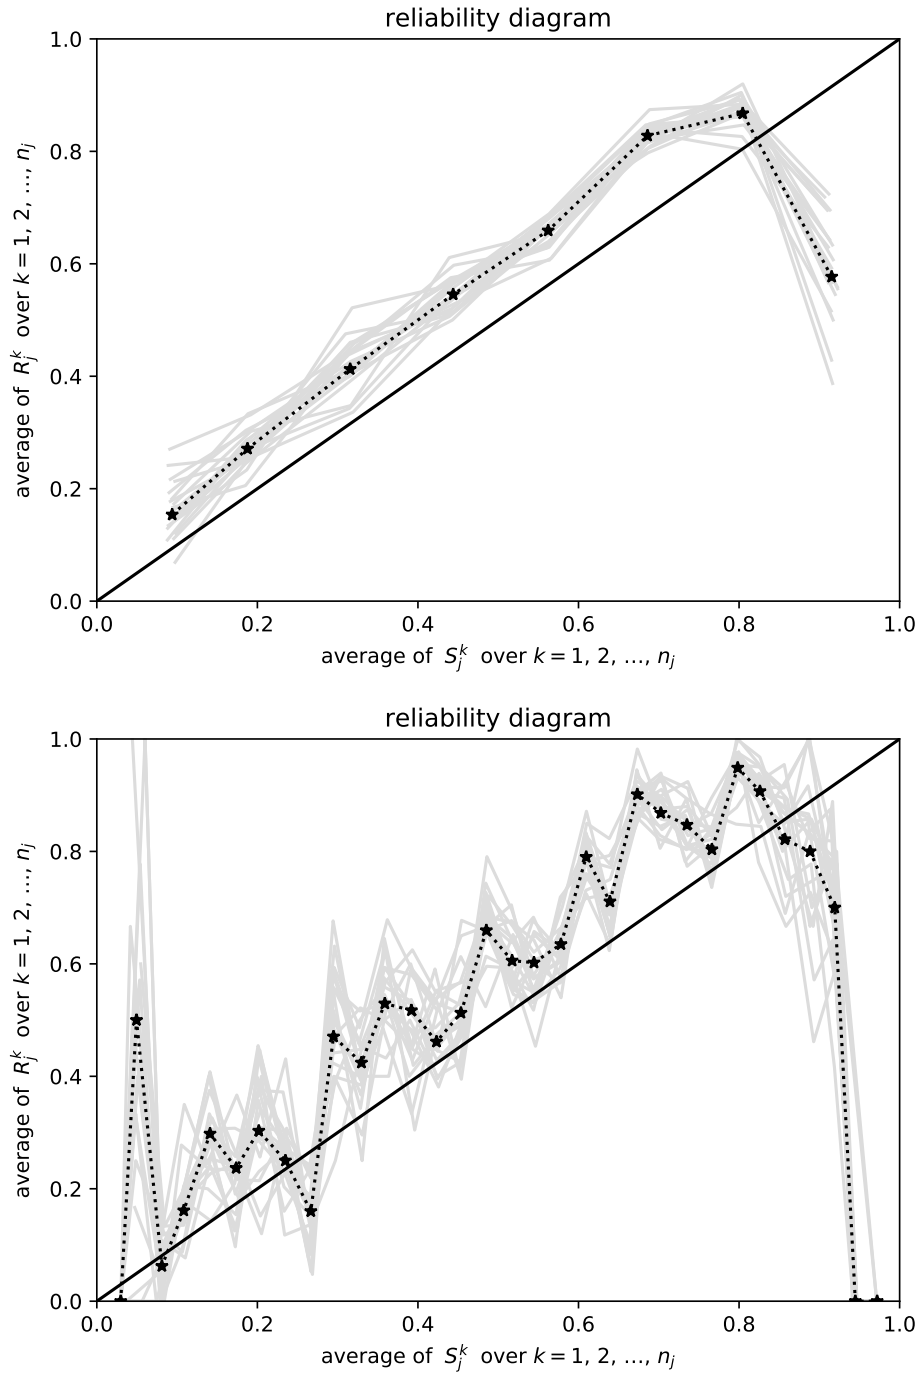 reliability diagram
1.0
0.8
0.6
0.4
0.2
0.0
average of R_j^k over k = 1, 2, ..., n_j
0.0 0.2 0.4 0.6 0.8 1.0
average of S_j^k over k = 1, 2, ..., n_j
reliability diagram
1.0
0.8
0.6
0.4
0.2
0.0
average of R_j^k over k = 1, 2, ..., n_j
0.0 0.2 0.4 0.6 0.8 1.0
average of S_j^k over k = 1, 2, ..., n_j